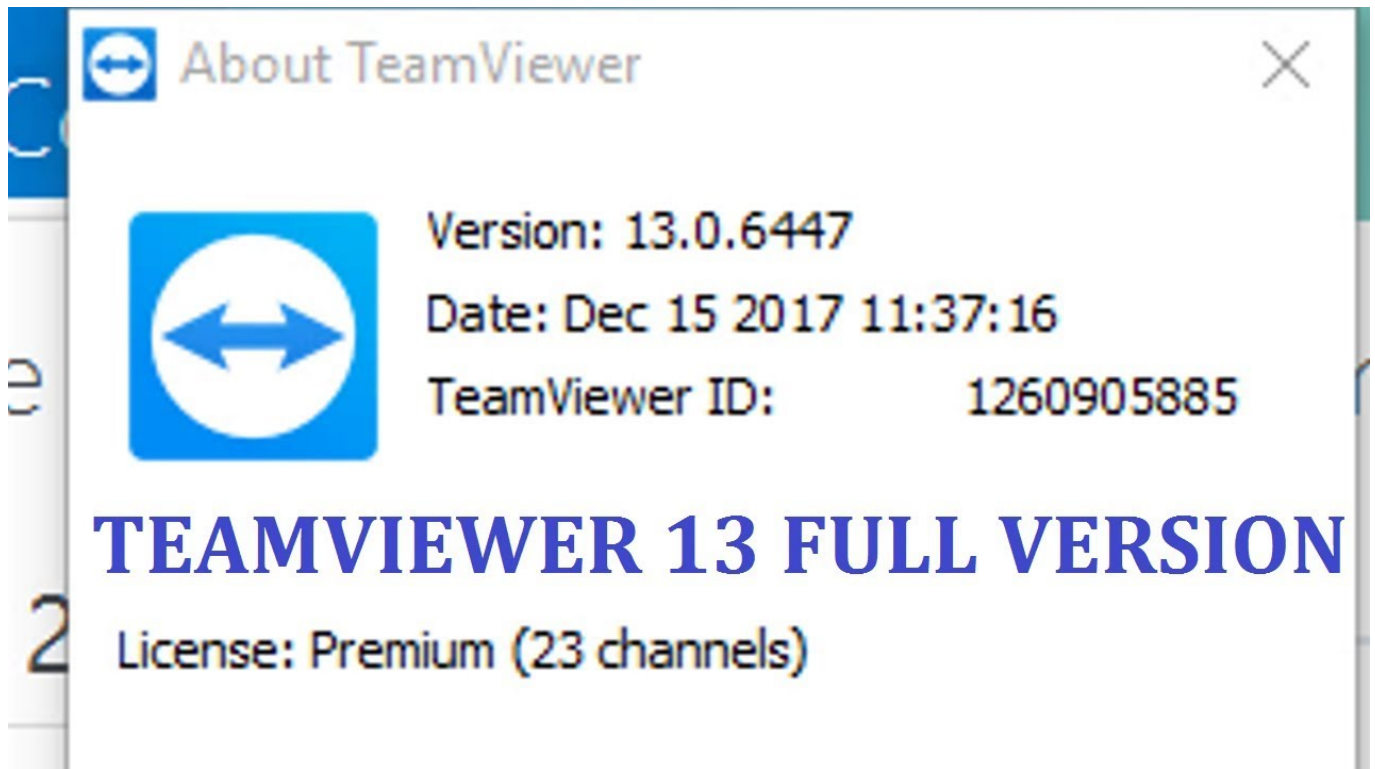 About TeamViewer
Version: 13.0.6447
Date: Dec 15 2017 11:37:16
TeamViewer ID: 1260905885
TEAMVIEWER 13 FULL VERSION
2
License: Premium (23 channels)